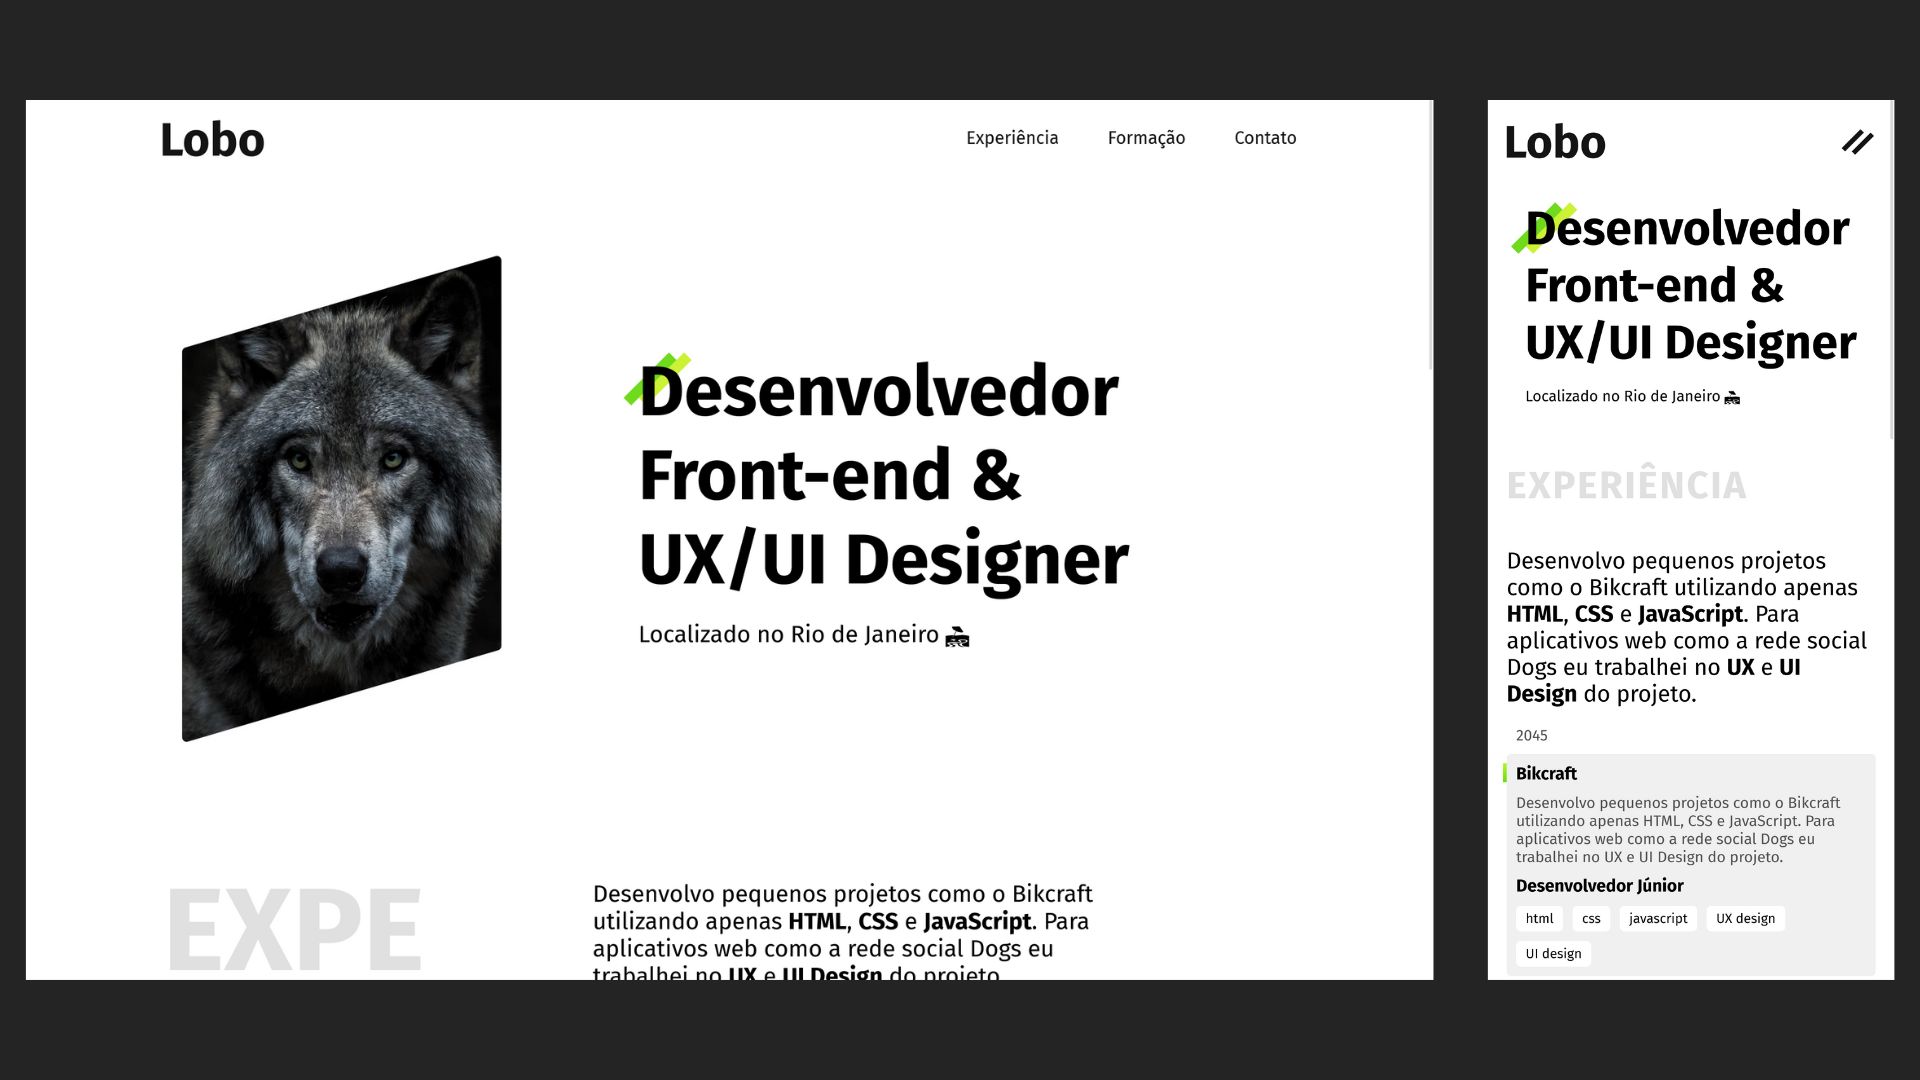 Lobo
Experiência Formação Contato
Desenvolvedor
Front-end &
UX/UI Designer
Localizado no Rio de Janeiro
EXPE
Desenvolvo pequenos projetos como o Bikcraft
utilizando apenas HTML, CSS e JavaScript. Para
aplicativos web como a rede social Dogs eu
trabalhei no UX e UI Design do projeto.
Lobo
Desenvolvedor
Front-end &
UX/UI Designer
Localizado no Rio de Janeiro
EXPERIÊNCIA
Desenvolvo pequenos projetos
como o Bikcraft utilizando apenas
HTML, CSS e JavaScript. Para
aplicativos web como a rede social
Dogs eu trabalhei no UX e UI
Design do projeto.
2045
Bikcraft
Desenvolvo pequenos projetos como o Bikcraft
utilizando apenas HTML, CSS e JavaScript. Para
aplicativos web como a rede social Dogs eu
trabalhei no UX e UI Design do projeto.
Desenvolvedor Júnior
html css javascript UX design
UI design